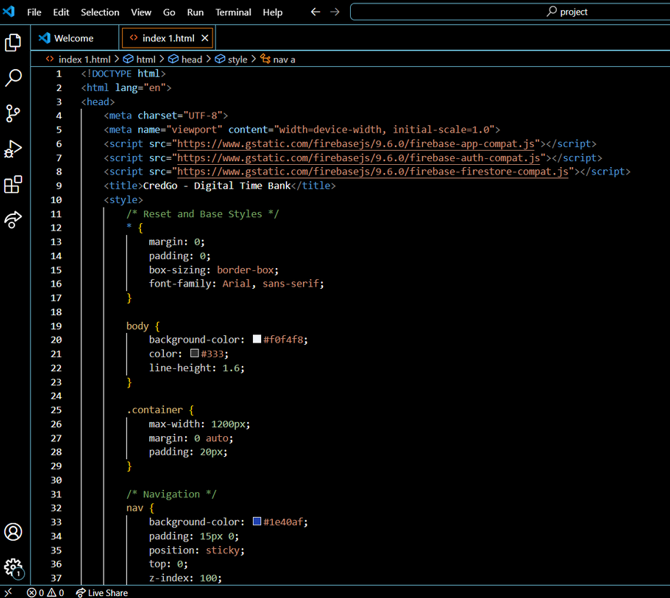 File Edit Selection View Go Run Terminal Help project
Welcome index 1.html
index 1.html > html > head > style > nav a
1 <!DOCTYPE html>
2 <html lang="en">
3 <head>
4 <meta charset="UTF-8">
5 <meta name="viewport" content="width=device-width, initial-scale=1.0">
6 <script src="https://www.gstatic.com/firebasejs/9.6.0/firebase-app-compat.js"></script>
7 <script src="https://www.gstatic.com/firebasejs/9.6.0/firebase-auth-compat.js"></script>
8 <script src="https://www.gstatic.com/firebasejs/9.6.0/firebase-firestore-compat.js"></script>
9 <title>CredGo - Digital Time Bank</title>
10 <style>
11 /* Reset and Base Styles */
12 * {
13 margin: 0;
14 padding: 0;
15 box-sizing: border-box;
16 font-family: Arial, sans-serif;
17 }
18
19 body {
20 background-color: #f0f4f8;
21 color: #333;
22 line-height: 1.6;
23 }
24
25 .container {
26 max-width: 1200px;
27 margin: 0 auto;
28 padding: 20px;
29 }
30
31 /* Navigation */
32 nav {
33 background-color: #1e40af;
34 padding: 15px 0;
35 position: sticky;
36 top: 0;
37 z-index: 100;
1
0 0 Live Share